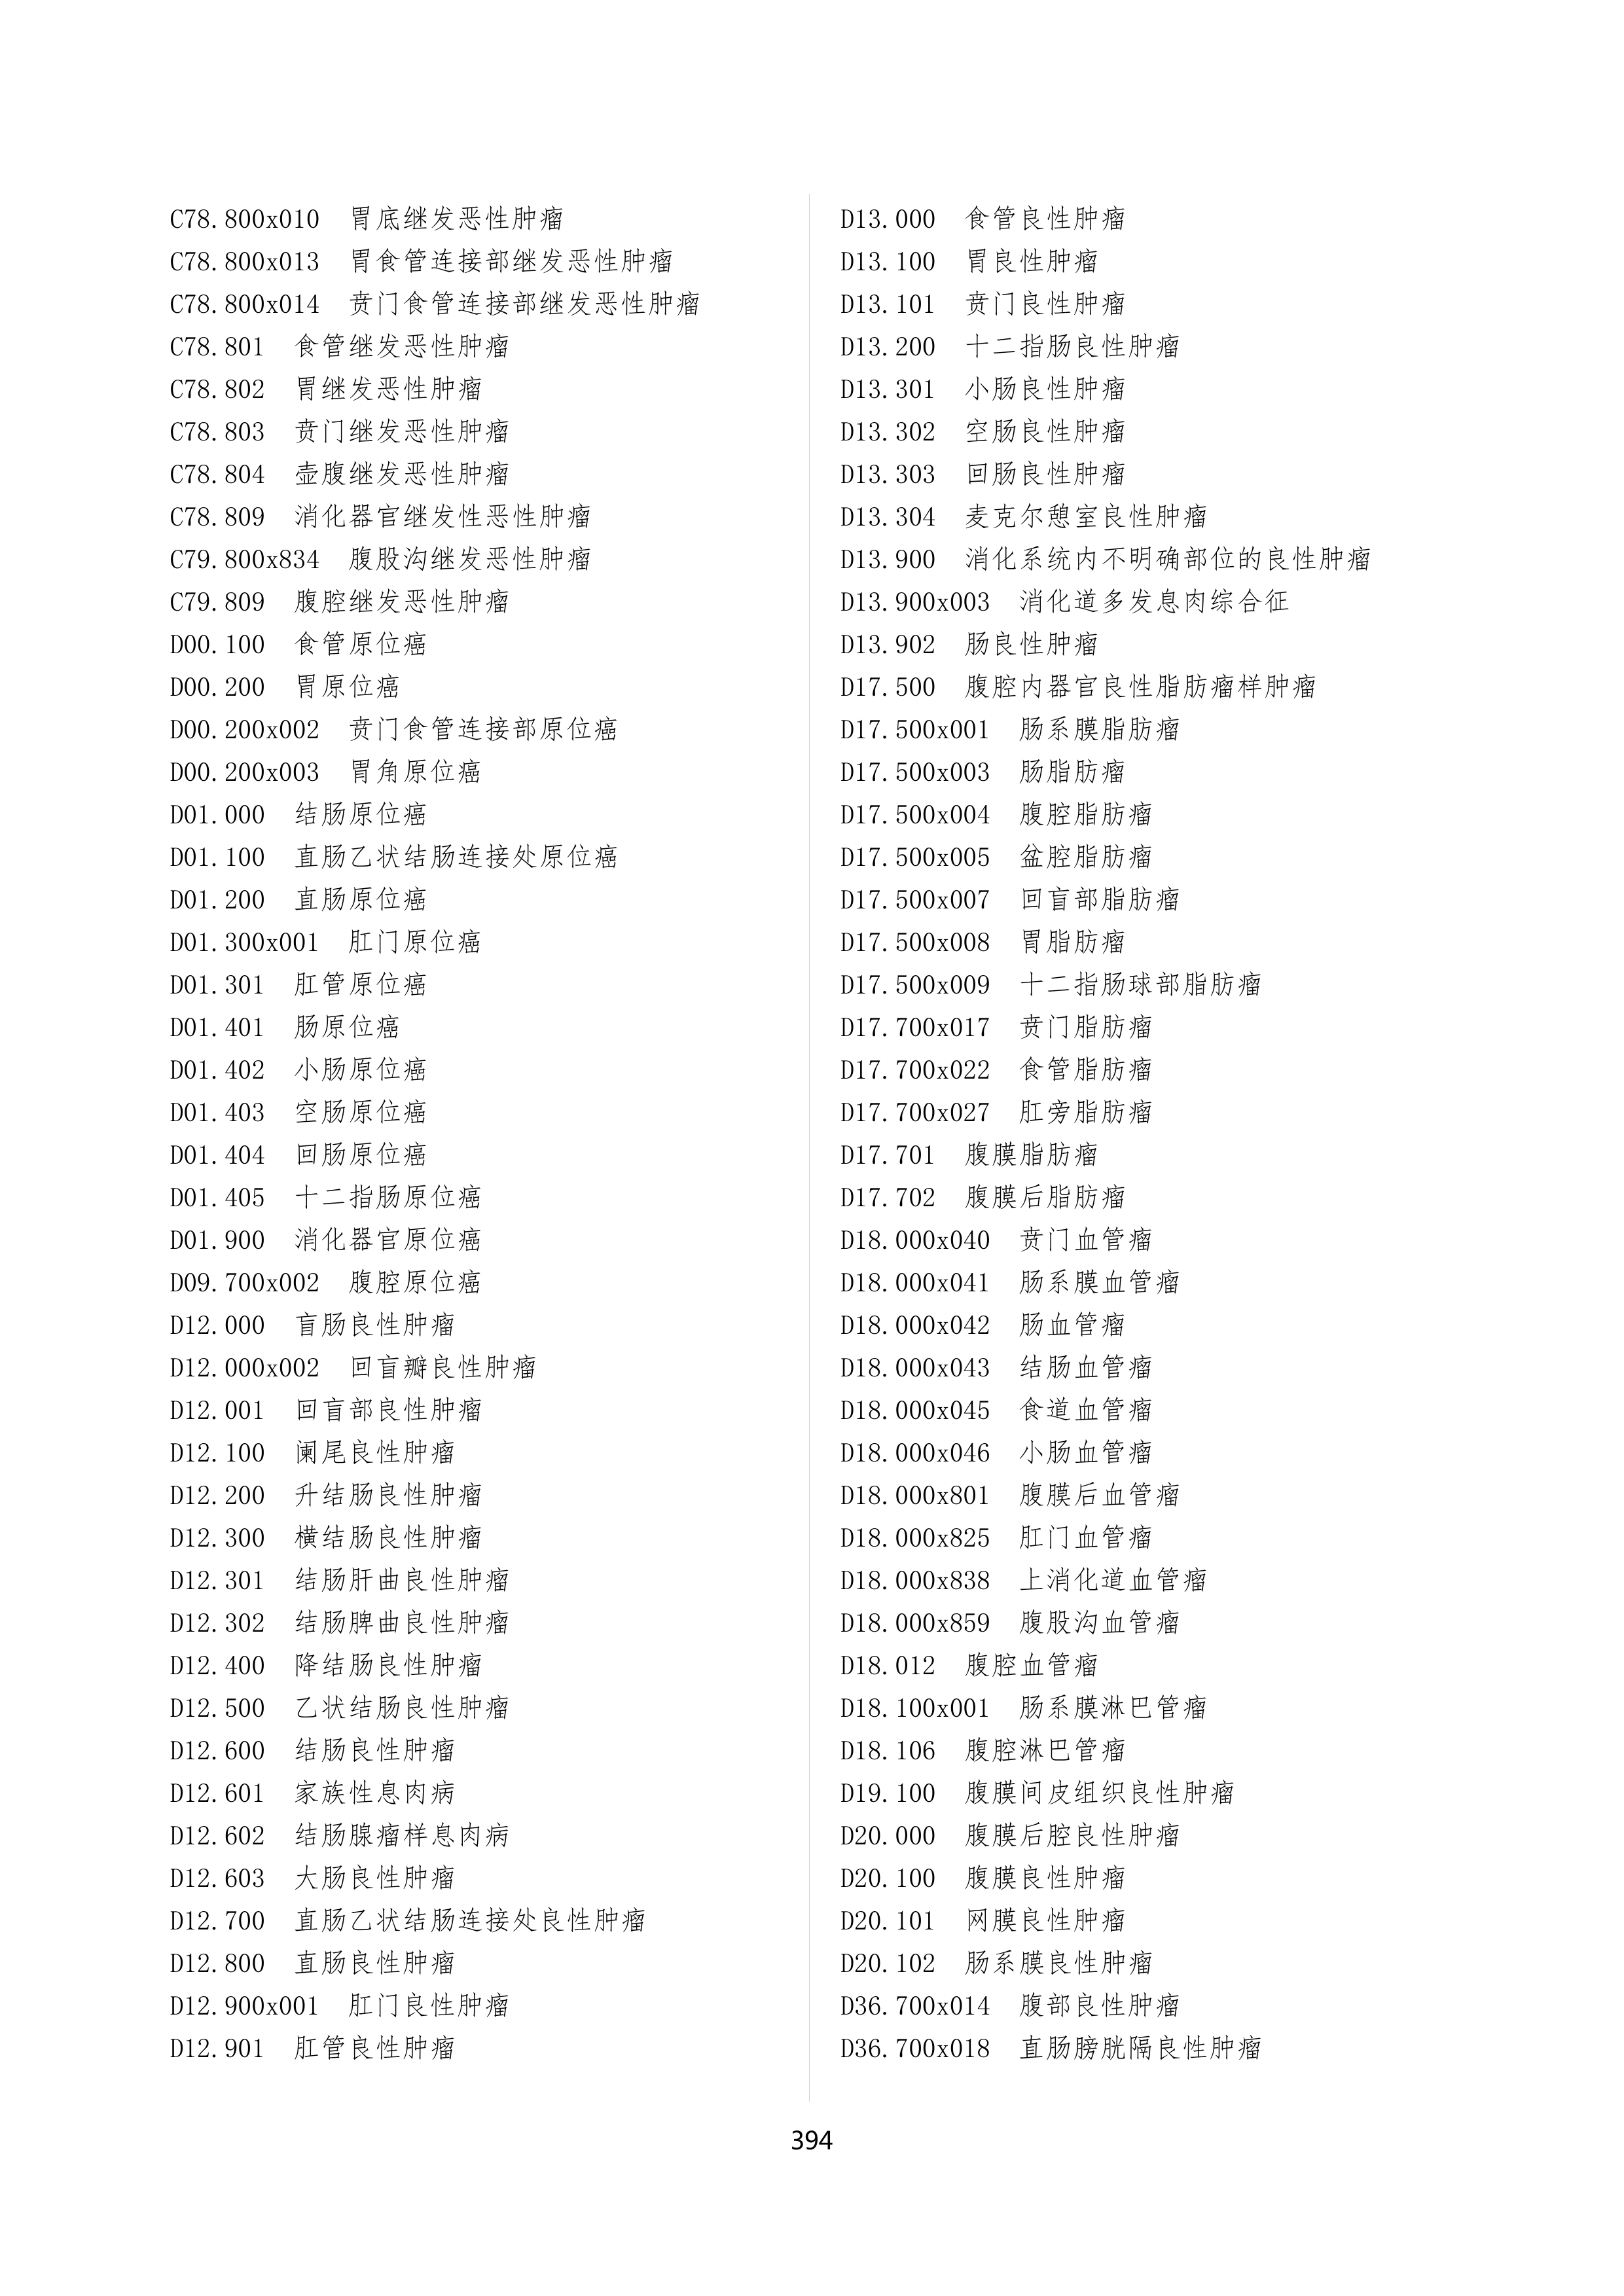 C78.800x010 胃底继发恶性肿瘤
C78.800x013 胃食管连接部继发恶性肿瘤
C78.800x014 贲门食管连接部继发恶性肿瘤
C78.801 食管继发恶性肿瘤
C78.802 胃继发恶性肿瘤
C78.803 贲门继发恶性肿瘤
C78.804 壶腹继发恶性肿瘤
C78.809 消化器官继发性恶性肿瘤
C79.800x834 腹股沟继发恶性肿瘤
C79.809 腹腔继发恶性肿瘤
D00.100 食管原位癌
D00.200 胃原位癌
D00.200x002 贲门食管连接部原位癌
D00.200x003 胃角原位癌
D01.000 结肠原位癌
D01.100 直肠乙状结肠连接处原位癌
D01.200 直肠原位癌
D01.300x001 肛门原位癌
D01.301 肛管原位癌
D01.401 肠原位癌
D01.402 小肠原位癌
D01.403 空肠原位癌
D01.404 回肠原位癌
D01.405 十二指肠原位癌
D01.900 消化器官原位癌
D09.700x002 腹腔原位癌
D12.000 盲肠良性肿瘤
D12.000x002 回盲瓣良性肿瘤
D12.001 回盲部良性肿瘤
D12.100 阑尾良性肿瘤
D12.200 升结肠良性肿瘤
D12.300 横结肠良性肿瘤
D12.301 结肠肝曲良性肿瘤
D12.302 结肠脾曲良性肿瘤
D12.400 降结肠良性肿瘤
D12.500 乙状结肠良性肿瘤
D12.600 结肠良性肿瘤
D12.601 家族性息肉病
D12.602 结肠腺瘤样息肉病
D12.603 大肠良性肿瘤
D12.700 直肠乙状结肠连接处良性肿瘤
D12.800 直肠良性肿瘤
D12.900x001 肛门良性肿瘤
D12.901 肛管良性肿瘤
D13.000 食管良性肿瘤
D13.100 胃良性肿瘤
D13.101 贲门良性肿瘤
D13.200 十二指肠良性肿瘤
D13.301 小肠良性肿瘤
D13.302 空肠良性肿瘤
D13.303 回肠良性肿瘤
D13.304 麦克尔憩室良性肿瘤
D13.900 消化系统内不明确部位的良性肿瘤
D13.900x003 消化道多发息肉综合征
D13.902 肠良性肿瘤
D17.500 腹腔内器官良性脂肪瘤样肿瘤
D17.500x001 肠系膜脂肪瘤
D17.500x003 肠脂肪瘤
D17.500x004 腹腔脂肪瘤
D17.500x005 盆腔脂肪瘤
D17.500x007 回盲部脂肪瘤
D17.500x008 胃脂肪瘤
D17.500x009 十二指肠球部脂肪瘤
D17.700x017 贲门脂肪瘤
D17.700x022 食管脂肪瘤
D17.700x027 肛旁脂肪瘤
D17.701 腹膜脂肪瘤
D17.702 腹膜后脂肪瘤
D18.000x040 贲门血管瘤
D18.000x041 肠系膜血管瘤
D18.000x042 肠血管瘤
D18.000x043 结肠血管瘤
D18.000x045 食道血管瘤
D18.000x046 小肠血管瘤
D18.000x801 腹膜后血管瘤
D18.000x825 肛门血管瘤
D18.000x838 上消化道血管瘤
D18.000x859 腹股沟血管瘤
D18.012 腹腔血管瘤
D18.100x001 肠系膜淋巴管瘤
D18.106 腹腔淋巴管瘤
D19.100 腹膜间皮组织良性肿瘤
D20.000 腹膜后腔良性肿瘤
D20.100 腹膜良性肿瘤
D20.101 网膜良性肿瘤
D20.102 肠系膜良性肿瘤
D36.700x014 腹部良性肿瘤
D36.700x018 直肠膀胱隔良性肿瘤
394